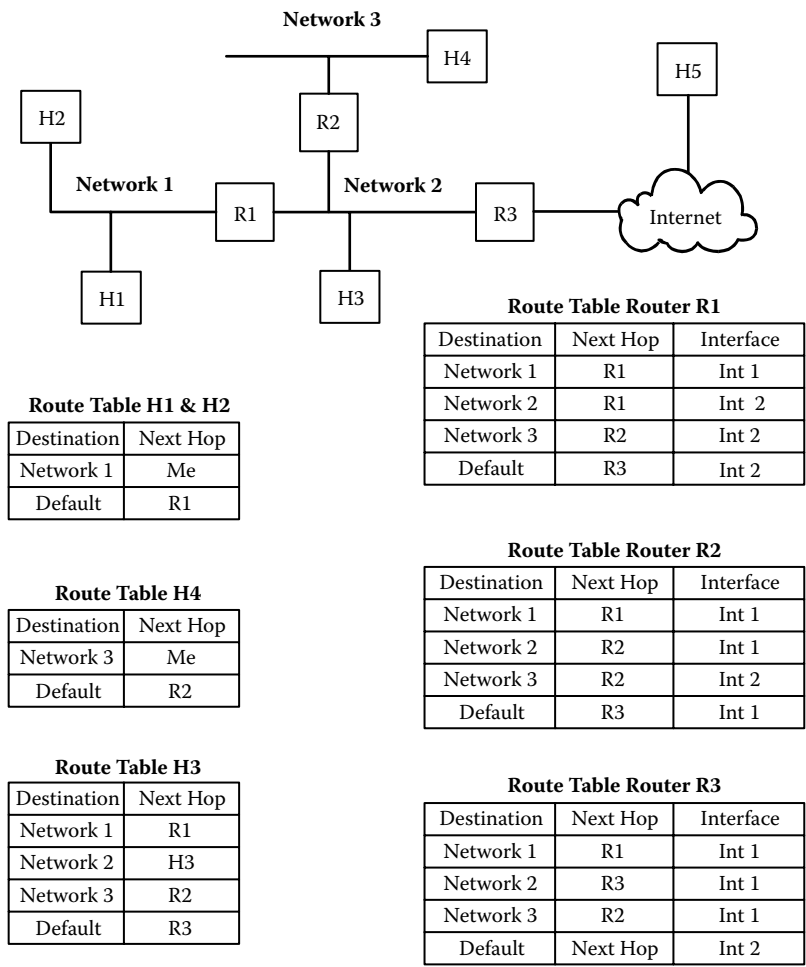 Network 3
H4
H5
H2
R2
Network 1
Network 2
R1
R3
Internet
H1
H3
Route Table Router R1
Destination Next Hop Interface
Network 1 R1 Int 1
Network 2 R1 Int 2
Network 3 R2 Int 2
Default R3 Int 2
Route Table H1 & H2
Destination Next Hop
Network 1 Me
Default R1
Route Table Router R2
Destination Next Hop Interface
Network 1 R1 Int 1
Network 2 R2 Int 1
Network 3 R2 Int 2
Default R3 Int 1
Route Table H4
Destination Next Hop
Network 3 Me
Default R2
Route Table H3
Destination Next Hop
Network 1 R1
Network 2 H3
Network 3 R2
Default R3
Route Table Router R3
Destination Next Hop Interface
Network 1 R1 Int 1
Network 2 R3 Int 1
Network 3 R2 Int 1
Default Next Hop Int 2